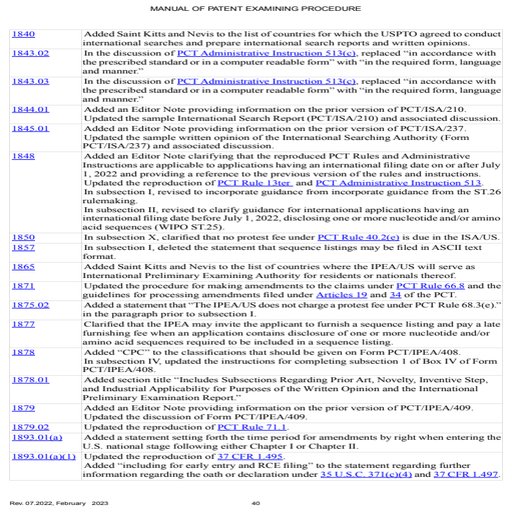 MANUAL OF PATENT EXAMINING PROCEDURE
1840 Added Saint Kitts and Nevis to the list of countries for which the USPTO agreed to conduct
international searches and prepare international search reports and written opinions.
1843.02 In the discussion of PCT Administrative Instruction 513(c), replaced “in accordance with
the prescribed standard or in a computer readable form” with “in the required form, language
and manner.”
1843.03 In the discussion of PCT Administrative Instruction 513(c), replaced “in accordance with
the prescribed standard or in a computer readable form” with “in the required form, language
and manner.”
1844.01 Added an Editor Note providing information on the prior version of PCT/ISA/210.
Updated the sample International Search Report (PCT/ISA/210) and associated discussion.
1845.01 Added an Editor Note providing information on the prior version of PCT/ISA/237.
Updated the sample written opinion of the International Searching Authority (Form
PCT/ISA/237) and associated discussion.
1848 Added an Editor Note clarifying that the reproduced PCT Rules and Administrative
Instructions are applicable to applications having an international filing date on or after July
1, 2022 and providing a reference to the previous version of the rules and instructions.
Updated the reproduction of PCT Rule 13ter and PCT Administrative Instruction 513.
In subsection I, revised to incorporate guidance from incorporate guidance from the ST.26
rulemaking.
In subsection II, revised to clarify guidance for international applications having an
international filing date before July 1, 2022, disclosing one or more nucleotide and/or amino
acid sequences (WIPO ST.25).
1850 In subsection X, clarified that no protest fee under PCT Rule 40.2(e) is due in the ISA/US.
1857 In subsection I, deleted the statement that sequence listings may be filed in ASCII text
format.
1865 Added Saint Kitts and Nevis to the list of countries where the IPEA/US will serve as
International Preliminary Examining Authority for residents or nationals thereof.
1871 Updated the procedure for making amendments to the claims under PCT Rule 66.8 and the
guidelines for processing amendments filed under Articles 19 and 34 of the PCT.
1875.02 Added a statement that “The IPEA/US does not charge a protest fee under PCT Rule 68.3(e).”
in the paragraph prior to subsection I.
1877 Clarified that the IPEA may invite the applicant to furnish a sequence listing and pay a late
furnishing fee when an application contains disclosure of one or more nucleotide and/or
amino acid sequences required to be included in a sequence listing.
1878 Added “CPC” to the classifications that should be given on Form PCT/IPEA/408.
In subsection IV, updated the instructions for completing subsection 1 of Box IV of Form
PCT/IPEA/408.
1878.01 Added section title “Includes Subsections Regarding Prior Art, Novelty, Inventive Step,
and Industrial Applicability for Purposes of the Written Opinion and the International
Preliminary Examination Report.”
1879 Added an Editor Note providing information on the prior version of PCT/IPEA/409.
Updated the discussion of Form PCT/IPEA/409.
1879.02 Updated the reproduction of PCT Rule 71.1.
1893.01(a) Added a statement setting forth the time period for amendments by right when entering the
U.S. national stage following either Chapter I or Chapter II.
1893.01(a)(1) Updated the reproduction of 37 CFR 1.495.
Added “including for early entry and RCE filing” to the statement regarding further
information regarding the oath or declaration under 35 U.S.C. 371(c)(4) and 37 CFR 1.497.
Rev. 07.2022, February 2023 40